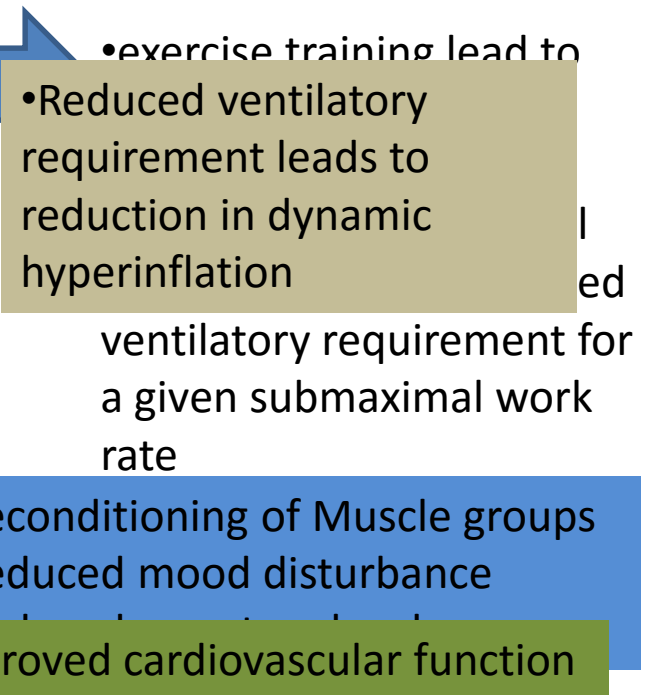 •exercise training lead to
•Reduced ventilatory
requirement leads to
reduction in dynamic
hyperinflation
l
ed
ventilatory requirement for
a given submaximal work
rate
econditioning of Muscle groups
educed mood disturbance
roved cardiovascular function